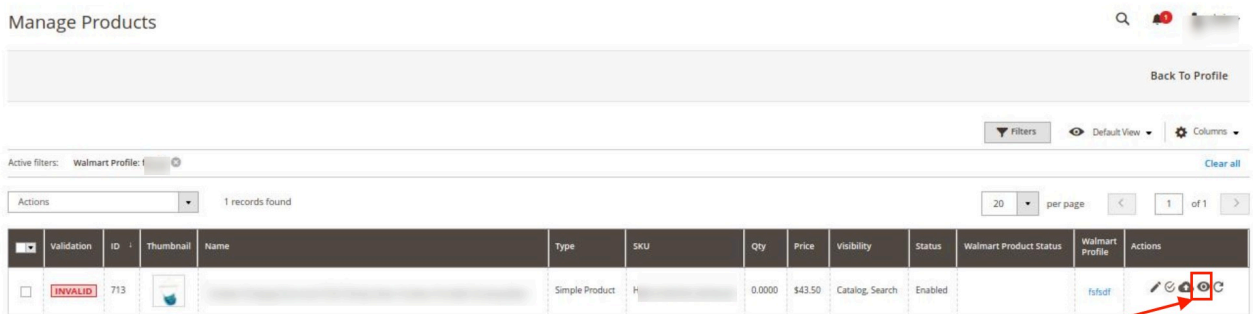 Manage Products
1
Back To Profile
Filters
Default View
Columns
Active filters: Walmart Profile: f
Clear all
Actions
1 records found
20 per page
1 of 1
Validation ID Thumbnail Name Type SKU Qty Price Visibility Status Walmart Product Status Walmart Profile Actions
INVALID 713 Simple Product H 0.0000 $43.50 Catalog, Search Enabled fsfsdf